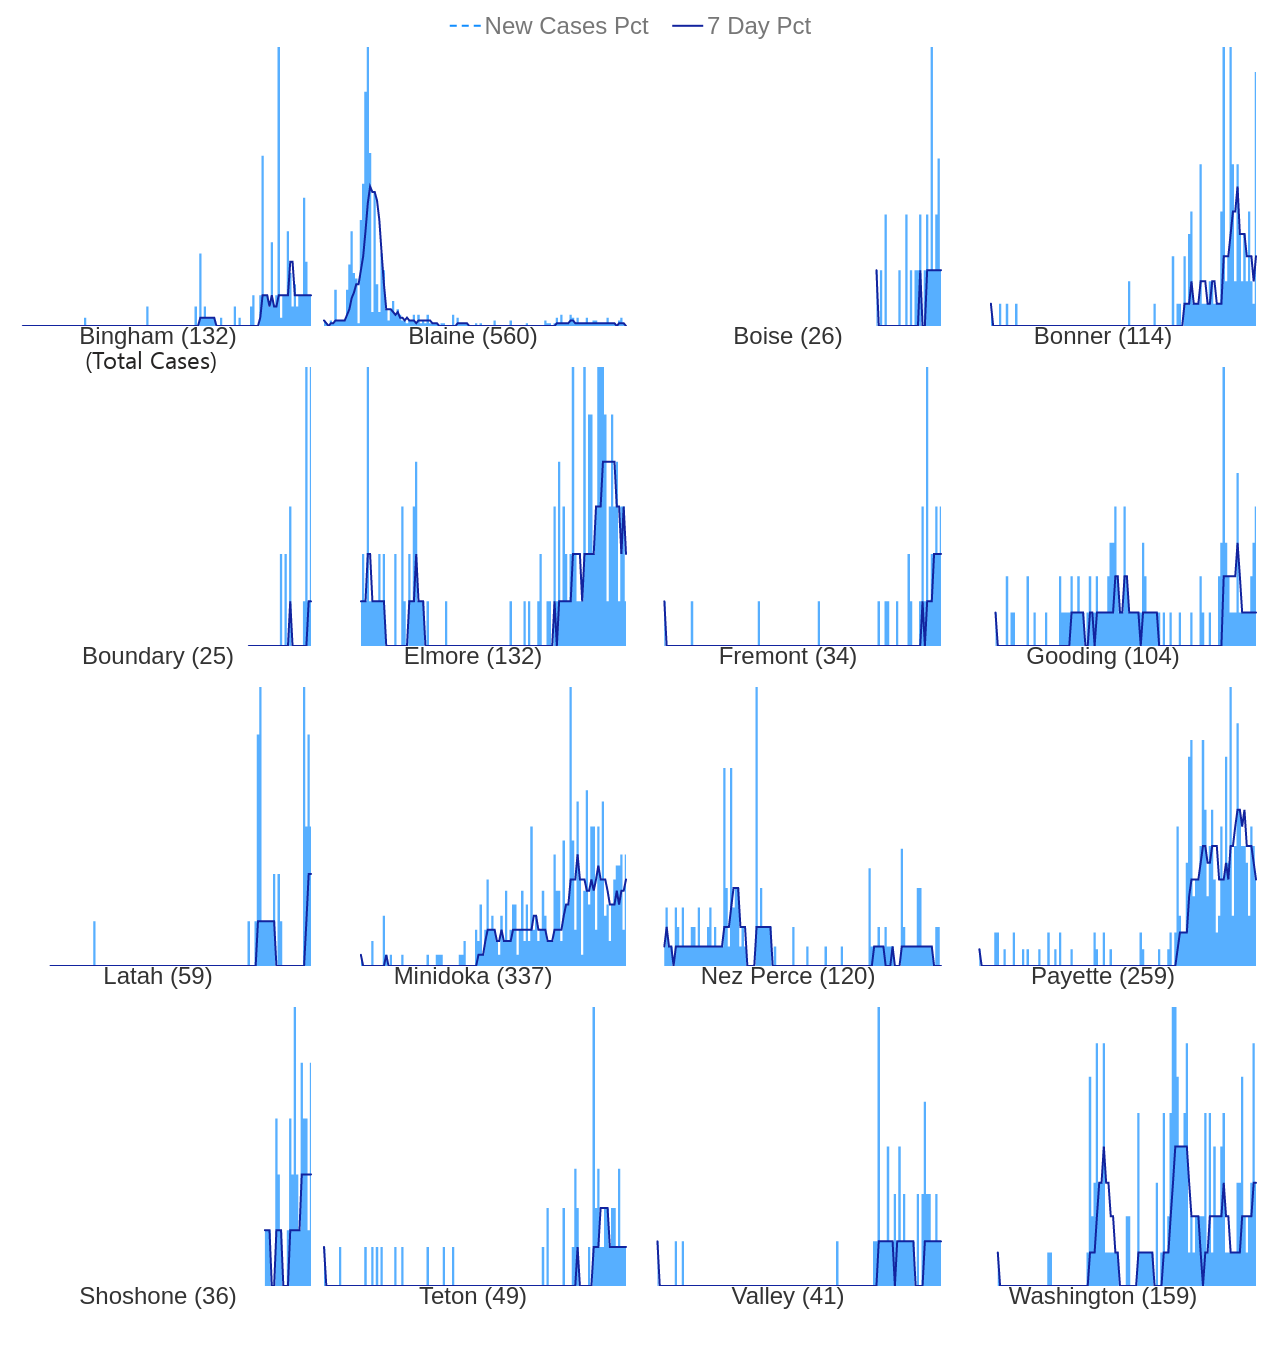 New Cases Pct 7 Day Pct
Bingham (132) Blaine (560) Boise (26) Bonner (114)
(Total Cases)
Boundary (25) Elmore (132) Fremont (34) Gooding (104)
Latah (59) Minidoka (337) Nez Perce (120) Payette (259)
Shoshone (36) Teton (49) Valley (41) Washington (159)